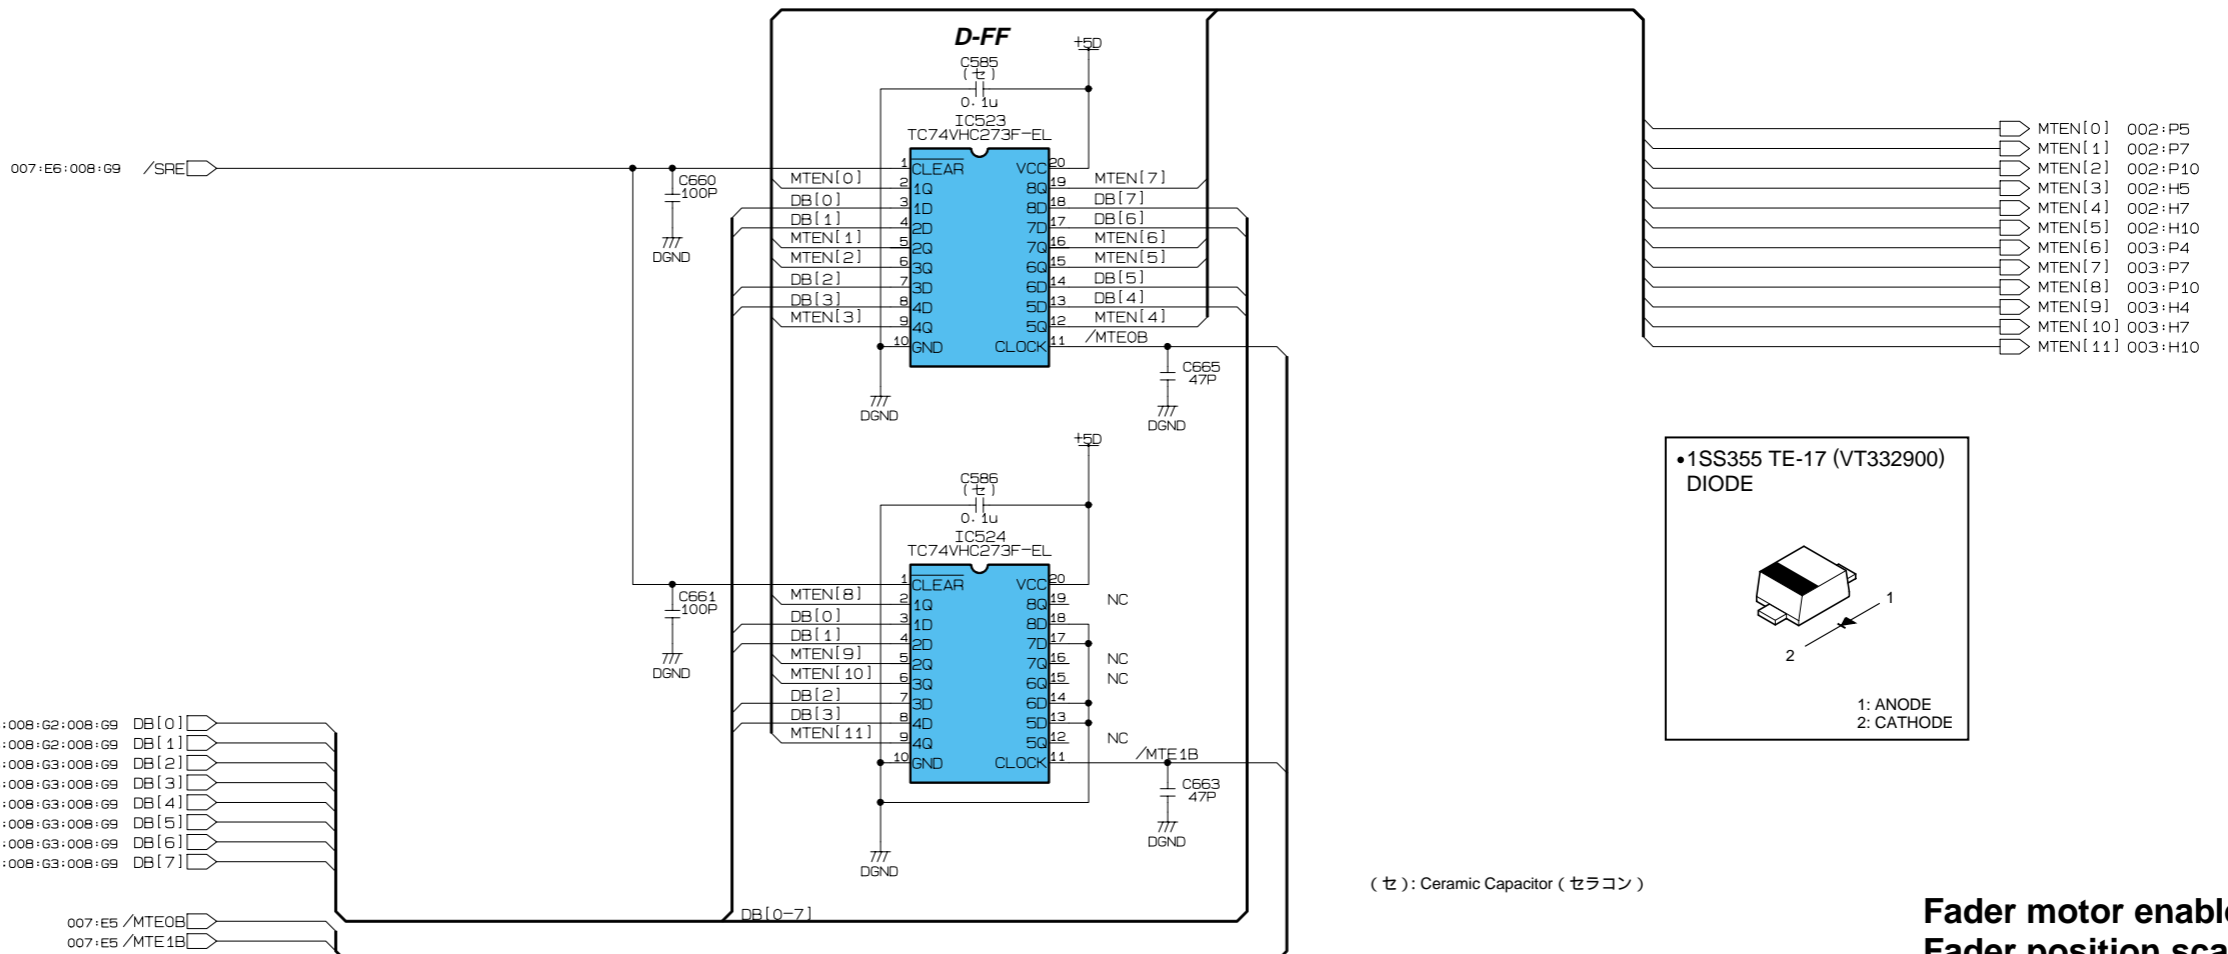 D-FF
+5D
C585
(セ)
0.1u
IC523
TC74VHC273F-EL
007:E6:008:G9 /SRE
C660
100P
DGND
1 CLEAR VCC 20
MTEN[0] 2 1Q 8Q 19 MTEN[7]
DB[0] 3 1D 8D 18 DB[7]
DB[1] 4 2D 7D 17 DB[6]
MTEN[1] 5 2Q 7Q 16 MTEN[6]
MTEN[2] 6 3Q 6Q 15 MTEN[5]
DB[2] 7 3D 6D 14 DB[5]
DB[3] 8 4D 5D 13 DB[4]
MTEN[3] 9 4Q 5Q 12 MTEN[4]
10 GND CLOCK 11 /MTE0B
C665
47P
DGND
DGND
MTEN[0] 002:P5
MTEN[1] 002:P7
MTEN[2] 002:P10
MTEN[3] 002:H5
MTEN[4] 002:H7
MTEN[5] 002:H10
MTEN[6] 003:P4
MTEN[7] 003:P7
MTEN[8] 003:P10
MTEN[9] 003:H4
MTEN[10] 003:H7
MTEN[11] 003:H10
+5D
C586
(セ)
0.1u
IC524
TC74VHC273F-EL
C661
100P
DGND
1 CLEAR VCC 20
MTEN[8] 2 1Q 8Q 19 NC
DB[0] 3 1D 8D 18
DB[1] 4 2D 7D 17
MTEN[9] 5 2Q 7Q 16 NC
MTEN[10] 6 3Q 6Q 15 NC
DB[2] 7 3D 6D 14
DB[3] 8 4D 5D 13
MTEN[11] 9 4Q 5Q 12 NC
10 GND CLOCK 11 /MTE1B
C663
47P
DGND
DGND
•1SS355 TE-17 (VT332900)
DIODE
1
2
1: ANODE
2: CATHODE
:008:G2:008:G9 DB[0]
:008:G2:008:G9 DB[1]
:008:G3:008:G9 DB[2]
:008:G3:008:G9 DB[3]
:008:G3:008:G9 DB[4]
:008:G3:008:G9 DB[5]
:008:G3:008:G9 DB[6]
:008:G3:008:G9 DB[7]
007:E5 /MTE0B
007:E5 /MTE1B
DB[0-7]
(セ): Ceramic Capacitor (セラコン)
Fader motor enable
Fader position sca